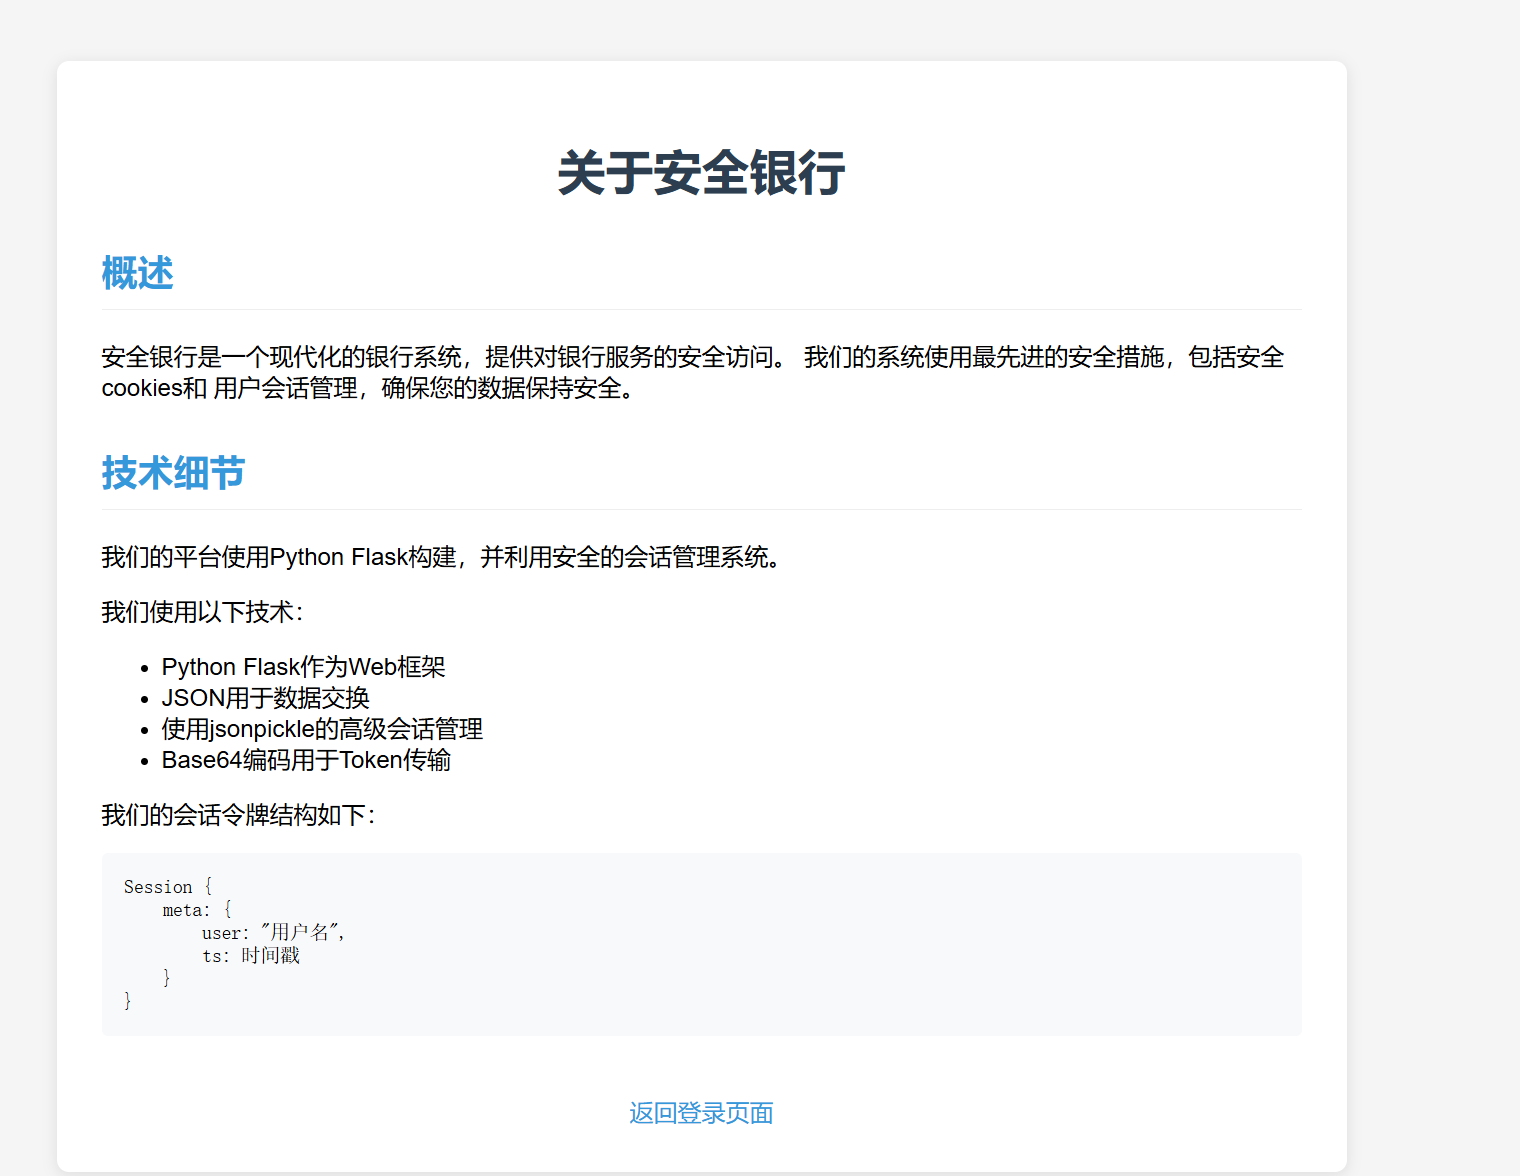 关于安全银行
概述
安全银行是一个现代化的银行系统，提供对银行服务的安全访问。 我们的系统使用最先进的安全措施，包括安全
cookies和 用户会话管理，确保您的数据保持安全。
技术细节
我们的平台使用Python Flask构建，并利用安全的会话管理系统。
我们使用以下技术：
• Python Flask作为Web框架
• JSON用于数据交换
• 使用jsonpickle的高级会话管理
• Base64编码用于Token传输
我们的会话令牌结构如下：
Session {
    meta: {
        user: "用户名",
        ts: 时间戳
    }
}
返回登录页面